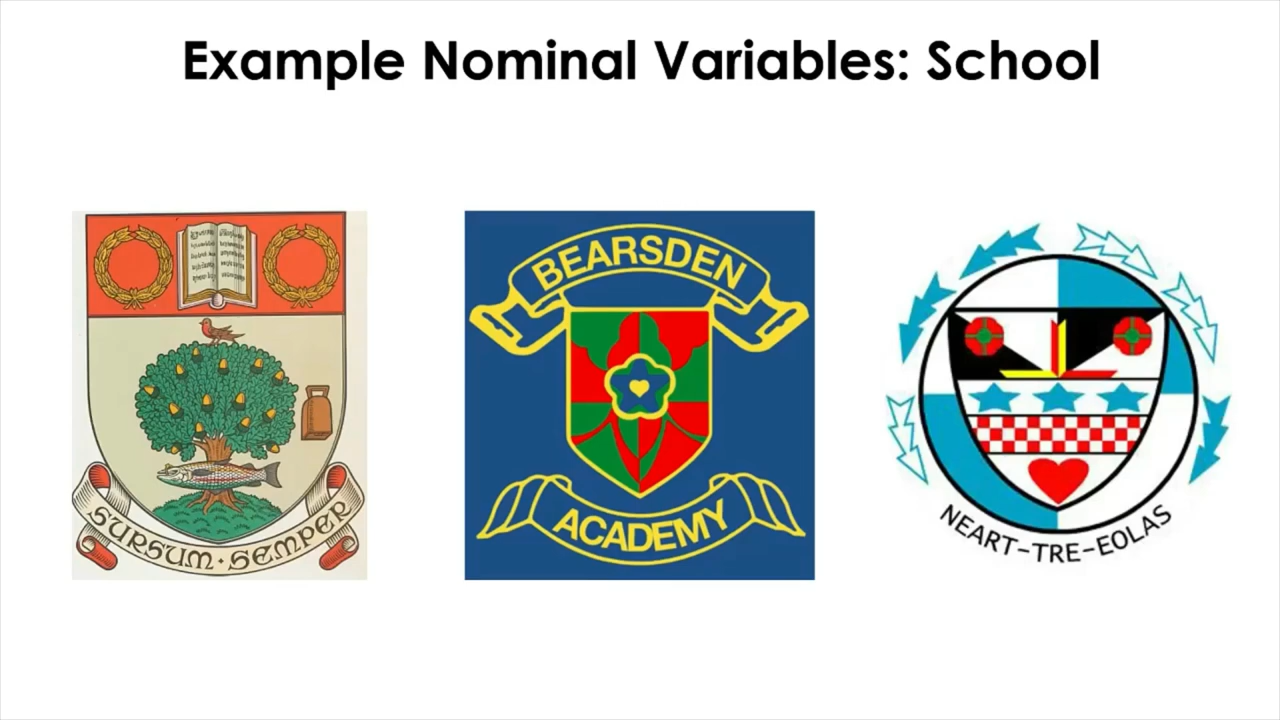 Example Nominal Variables: School
SURSUM · SEMPER
BEARSDEN
ACADEMY
NEART-TRE-EOLAS